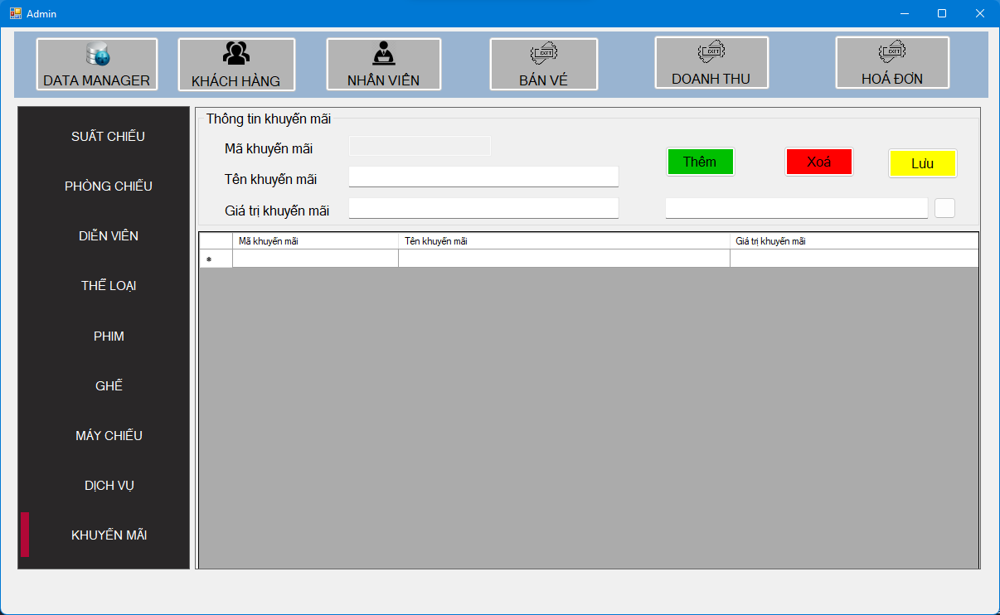 Admin
DATA MANAGER
KHÁCH HÀNG
NHÂN VIÊN
BÁN VÉ
DOANH THU
HOÁ ĐƠN
SUẤT CHIẾU
PHÒNG CHIẾU
DIỄN VIÊN
THỂ LOẠI
PHIM
GHẾ
MÁY CHIẾU
DỊCH VỤ
KHUYẾN MÃI
Thông tin khuyến mãi
Mã khuyến mãi
Tên khuyến mãi
Giá trị khuyến mãi
Thêm
Xoá
Lưu
Mã khuyến mãi
Tên khuyến mãi
Giá trị khuyến mãi